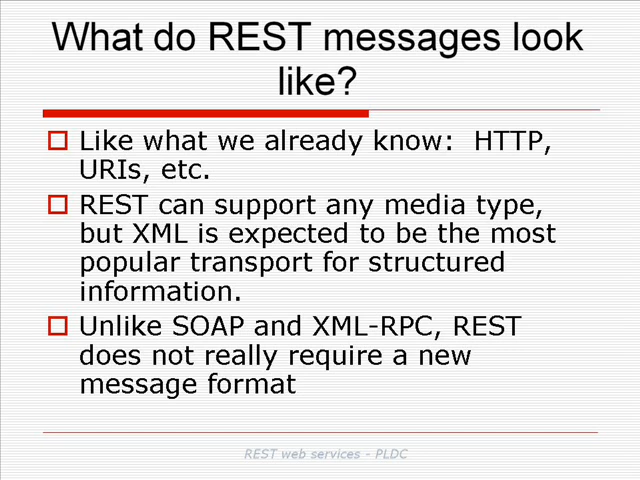 What do REST messages look
like?
Like what we already know:  HTTP,
URIs, etc.
REST can support any media type,
but XML is expected to be the most
popular transport for structured
information.
Unlike SOAP and XML-RPC, REST
does not really require a new
message format
REST web services - PLDC